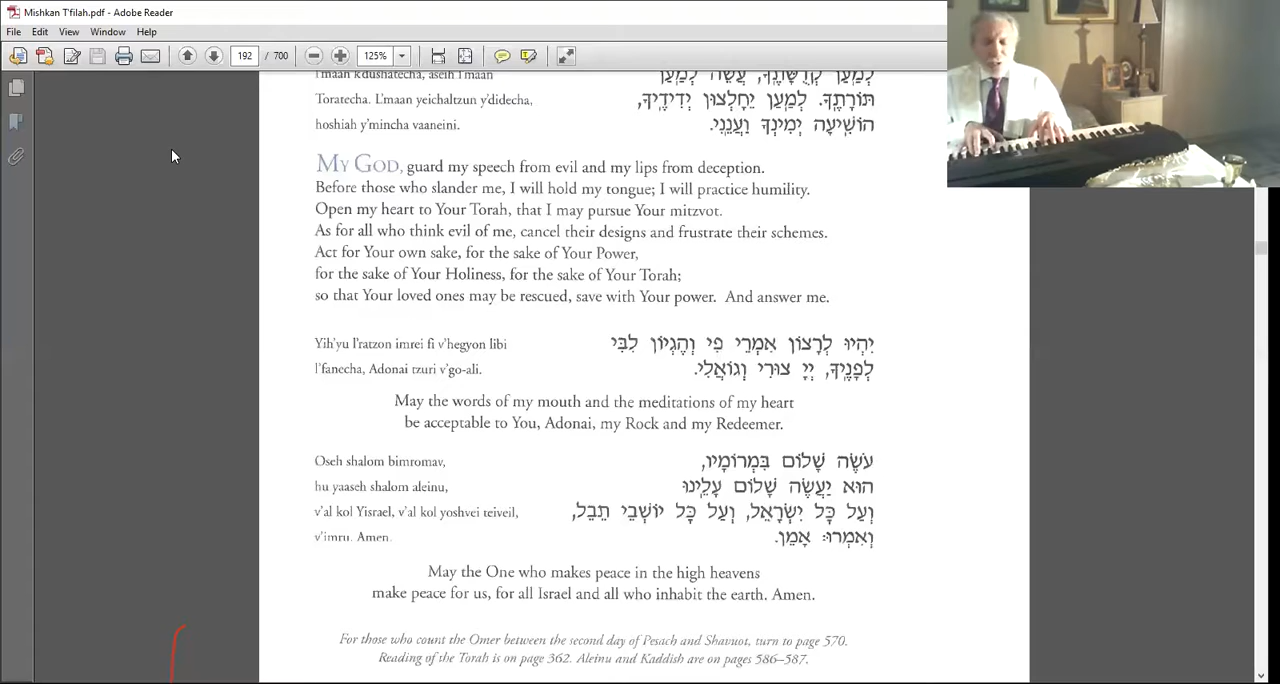 Mishkan T'filah.pdf - Adobe Reader
File Edit View Window Help
192 / 700 125%
l'maan k'dushatecha, aseih l'maan
לְמַעַן קְדֻשָּׁתֶֽךָ, עֲשֵׂה לְמַעַן
Toratecha. L'maan yeichaltzun y'didecha,
תּוֹרָתֶֽךָ. לְמַעַן יֵחָלְצוּן יְדִידֶֽיךָ,
hoshiah y'mincha vaaneini.
הוֹשִֽׁיעָה יְמִינְךָ וַעֲנֵֽנִי.
MY GOD, guard my speech from evil and my lips from deception.
Before those who slander me, I will hold my tongue; I will practice humility.
Open my heart to Your Torah, that I may pursue Your mitzvot.
As for all who think evil of me, cancel their designs and frustrate their schemes.
Act for Your own sake, for the sake of Your Power,
for the sake of Your Holiness, for the sake of Your Torah;
so that Your loved ones may be rescued, save with Your power. And answer me.
Yih'yu l'ratzon imrei fi v'hegyon libi
יִהְיוּ לְרָצוֹן אִמְרֵי פִי וְהֶגְיוֹן לִבִּי
l'fanecha, Adonai tzuri v'go-ali.
לְפָנֶֽיךָ, יְיָ צוּרִי וְגוֹאֲלִי.
May the words of my mouth and the meditations of my heart
be acceptable to You, Adonai, my Rock and my Redeemer.
Oseh shalom bimromav,
עֹשֶׂה שָׁלוֹם בִּמְרוֹמָיו,
hu yaaseh shalom aleinu,
הוּא יַעֲשֶׂה שָׁלוֹם עָלֵֽינוּ
v'al kol Yisrael, v'al kol yoshvei teiveil,
וְעַל כָּל יִשְׂרָאֵל, וְעַל כָּל יוֹשְׁבֵי תֵבֵל,
v'imru. Amen.
וְאִמְרוּ: אָמֵן.
May the One who makes peace in the high heavens
make peace for us, for all Israel and all who inhabit the earth. Amen.
For those who count the Omer between the second day of Pesach and Shavuot, turn to page 570.
Reading of the Torah is on page 362. Aleinu and Kaddish are on pages 586–587.